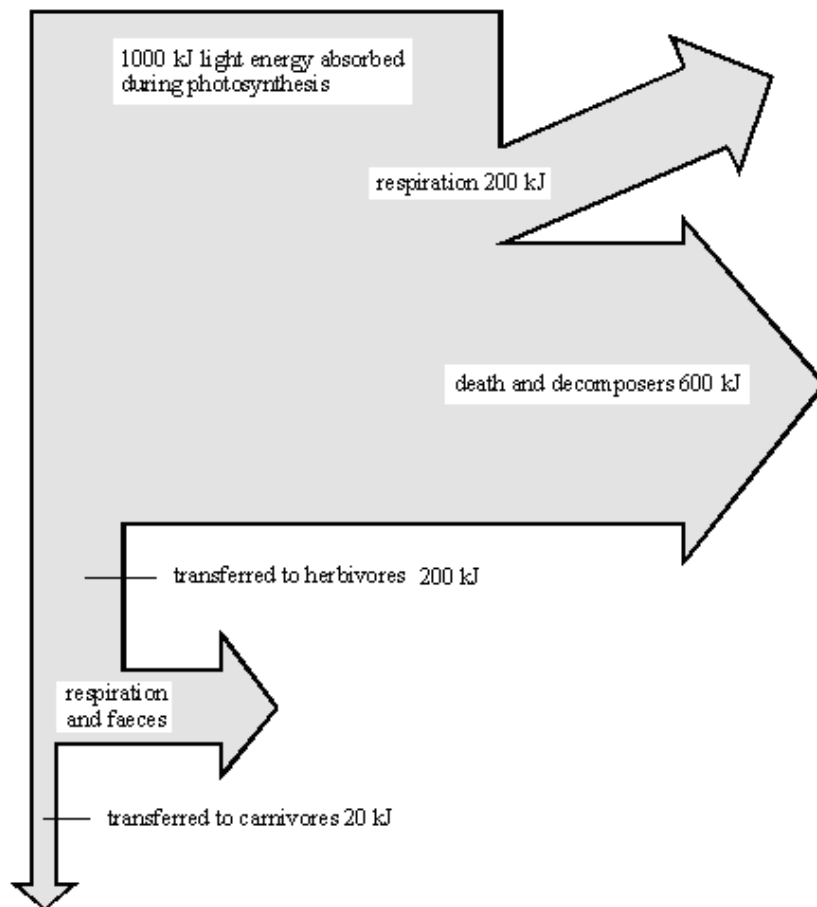 1000 kJ light energy absorbed
during photosynthesis
respiration 200 kJ
death and decomposers 600 kJ
transferred to herbivores 200 kJ
respiration
and faeces
transferred to carnivores 20 kJ